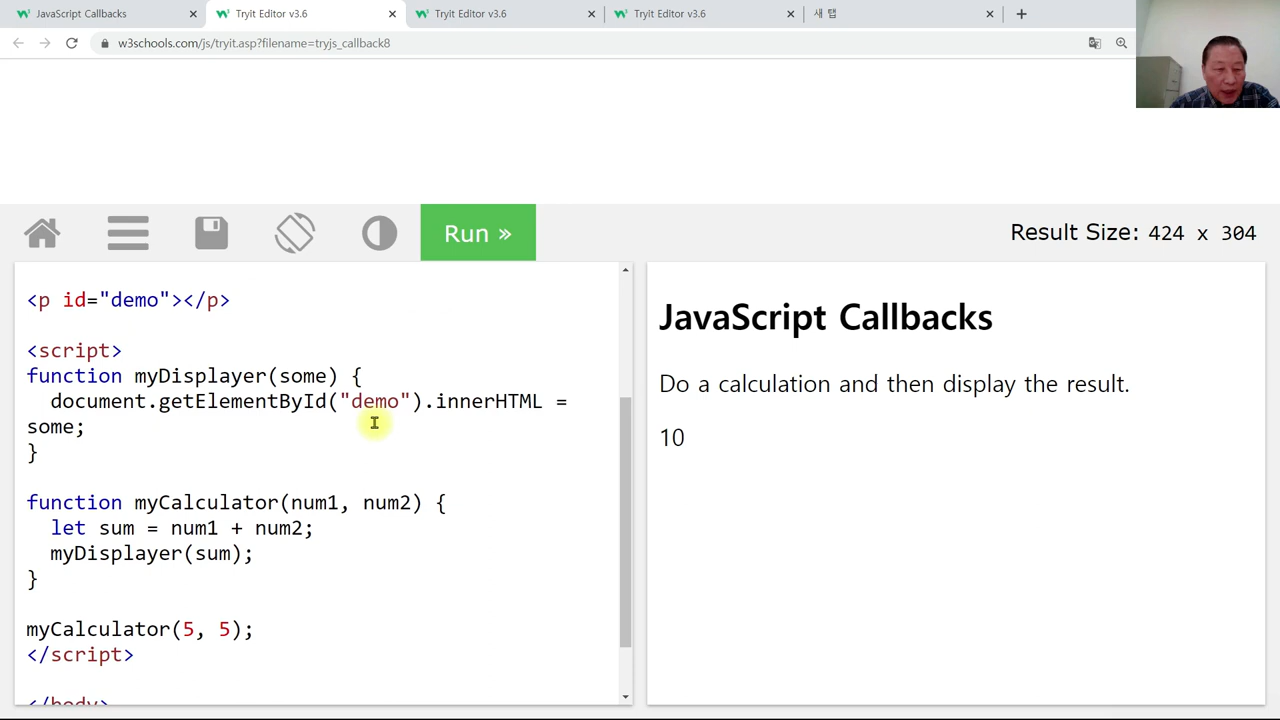 JavaScript Callbacks
Tryit Editor v3.6
Tryit Editor v3.6
Tryit Editor v3.6
새 탭
w3schools.com/js/tryit.asp?filename=tryjs_callback8
Run »
Result Size: 424 x 304
<p id="demo"></p>
<script>
function myDisplayer(some) {
  document.getElementById("demo").innerHTML =
some;
}
function myCalculator(num1, num2) {
  let sum = num1 + num2;
  myDisplayer(sum);
}
myCalculator(5, 5);
</script>
</body>
JavaScript Callbacks
Do a calculation and then display the result.
10